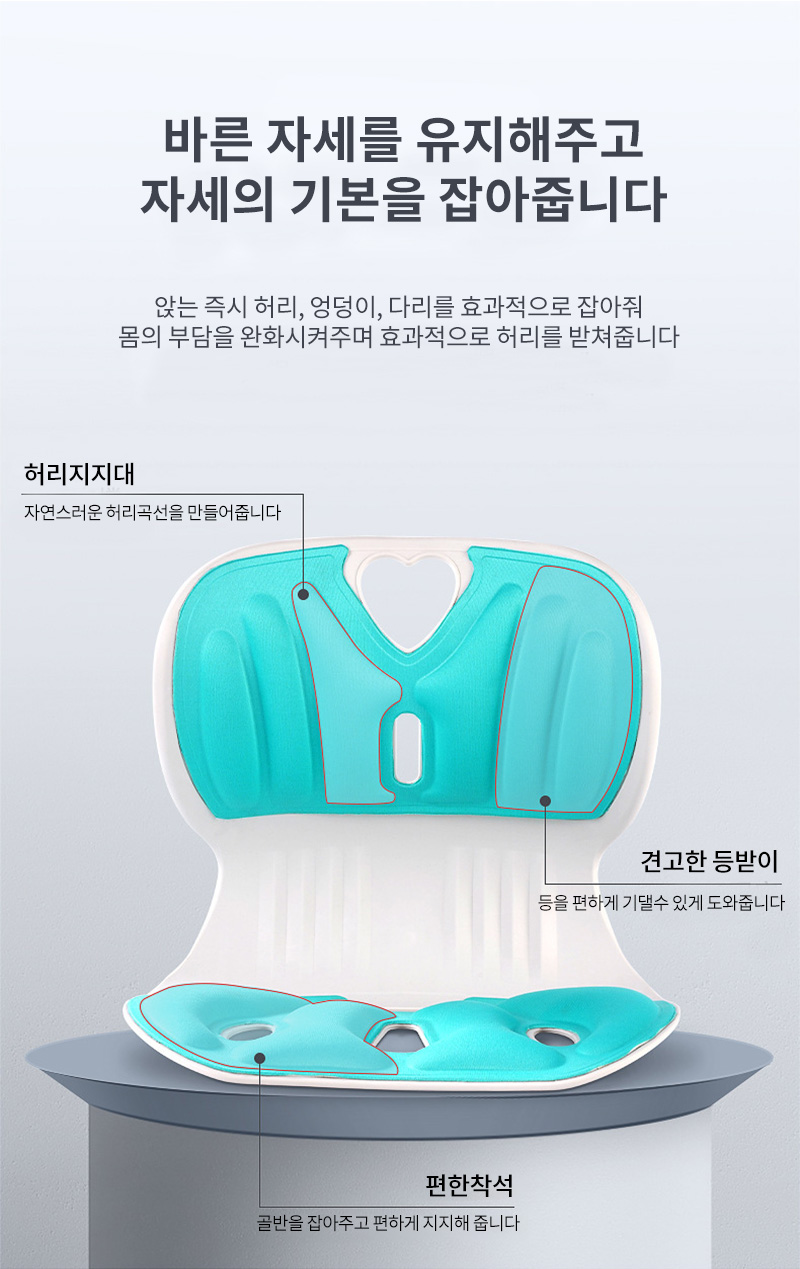 바른 자세를 유지해주고
자세의 기본을 잡아줍니다
앉는 즉시 허리, 엉덩이, 다리를 효과적으로 잡아줘
몸의 부담을 완화시켜주며 효과적으로 허리를 받쳐줍니다
허리지지대
자연스러운 허리곡선을 만들어줍니다
견고한 등받이
등을 편하게 기댈수 있게 도와줍니다
편한착석
골반을 잡아주고 편하게 지지해 줍니다